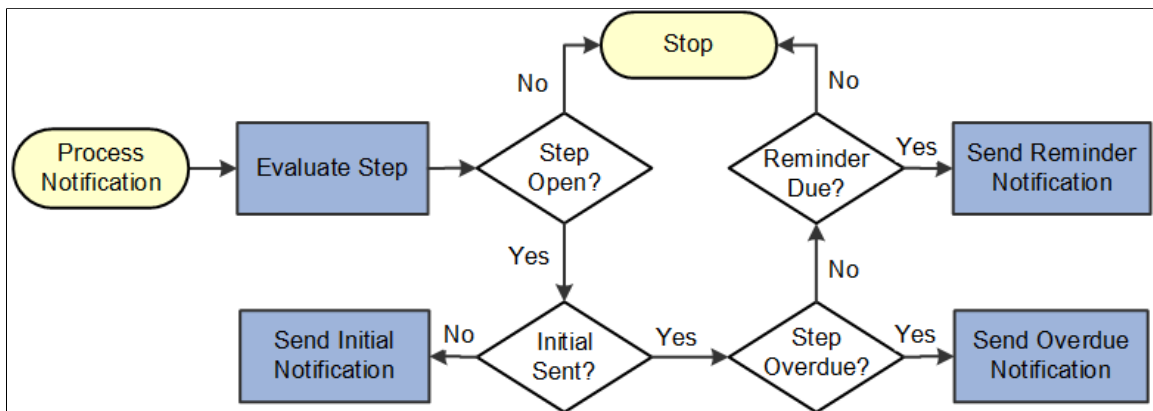 Stop
No
No
Process
Notification
Evaluate Step
Step
Open?
Reminder
Due?
Yes
Send Reminder
Notification
Yes
No
Send Initial
Notification
No
Initial
Sent?
Yes
Step
Overdue?
Yes
Send Overdue
Notification